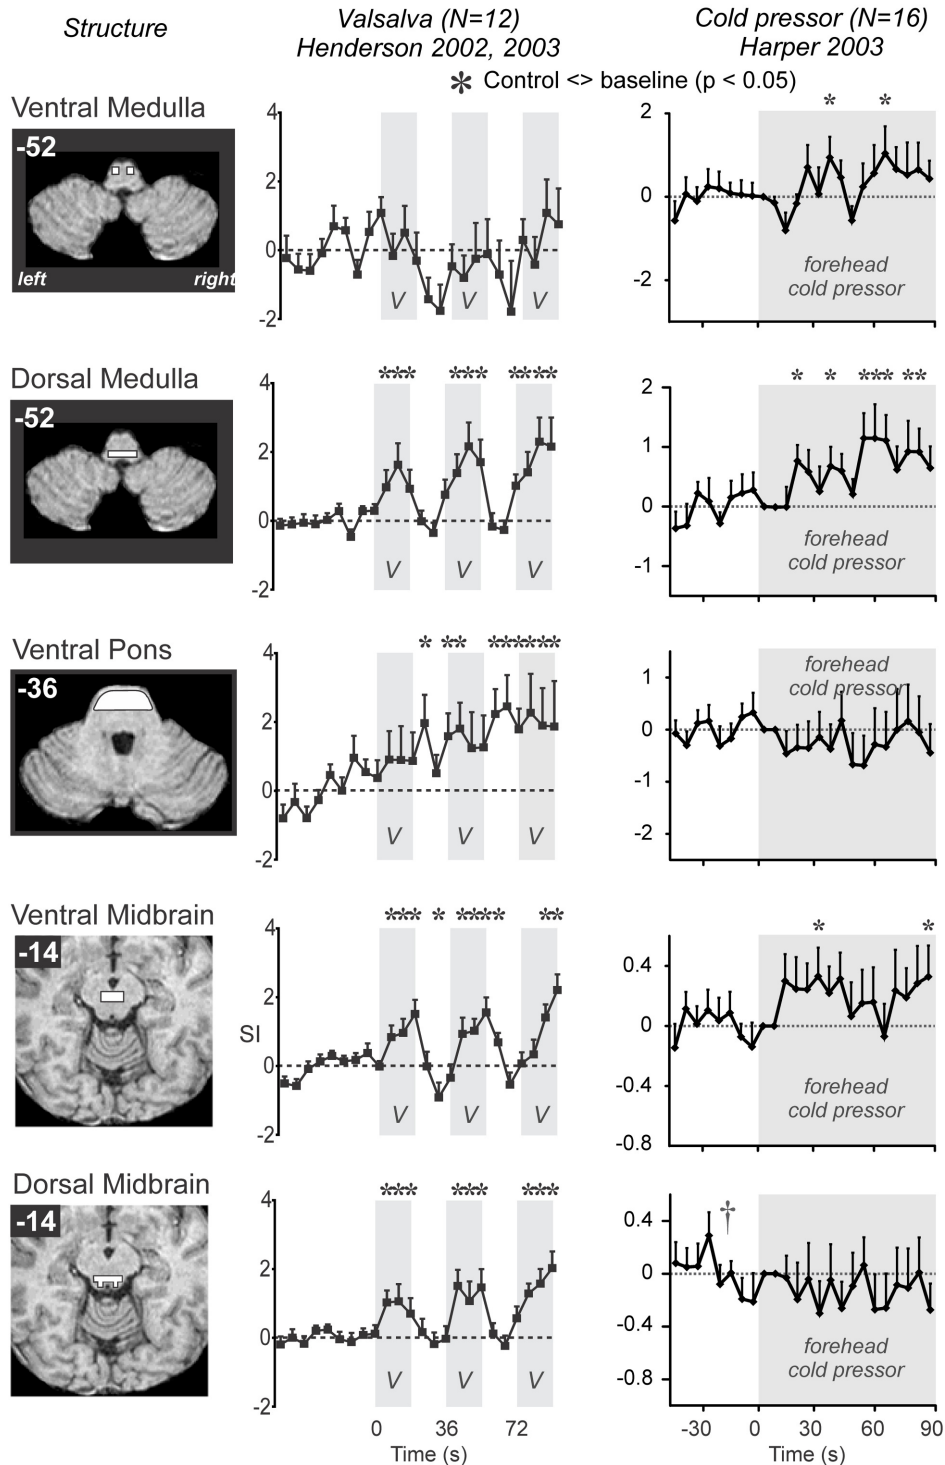 Structure
Valsalva (N=12)
Henderson 2002, 2003
Cold pressor (N=16)
Harper 2003
* Control <> baseline (p < 0.05)
Ventral Medulla
-52
left
right
4
2
0
-2
V
V
V
* *
2
0
-2
forehead
cold pressor
Dorsal Medulla
-52
*** *** ****
4
2
0
-2
V
V
V
* * *** **
2
1
0
-1
forehead
cold pressor
Ventral Pons
-36
* ** ******
4
2
0
-2
V
V
V
forehead
cold pressor
1
0
-1
-2
Ventral Midbrain
-14
*** * **** **
4
2
SI
0
-2
V
V
V
* *
0.4
0
-0.4
-0.8
forehead
cold pressor
Dorsal Midbrain
-14
*** *** ***
4
2
0
-2
V
V
V
0 36 72
Time (s)
†
0.4
0
-0.4
-0.8
forehead
cold pressor
-30 0 30 60 90
Time (s)